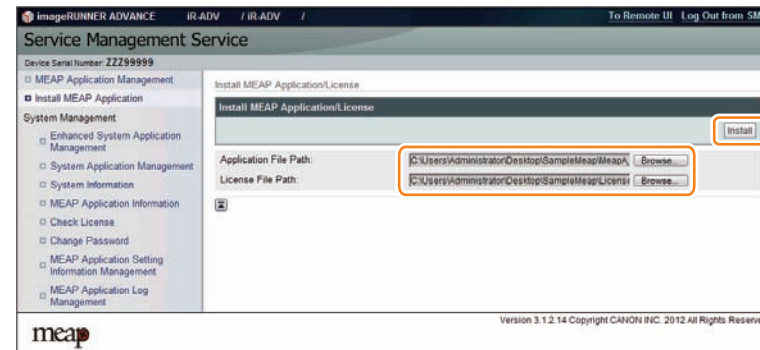 imageRUNNER ADVANCE iR-ADV / iR-ADV / To Remote UI Log Out from SM
Service Management Service
Device Serial Number: ZZZ99999
MEAP Application Management
Install MEAP Application
System Management
Enhanced System Application
Management
System Application Management
System Information
MEAP Application Information
Check License
Change Password
MEAP Application Setting
Information Management
MEAP Application Log
Management
Install MEAP Application/License
Install MEAP Application/License
Install
Application File Path: C:\Users\Administrator\Desktop\SampleMeap\MeapA Browse...
License File Path: C:\Users\Administrator\Desktop\SampleMeap\Licens Browse...
Version 3.1.2.14 Copyright CANON INC. 2012 All Rights Reserve
meap